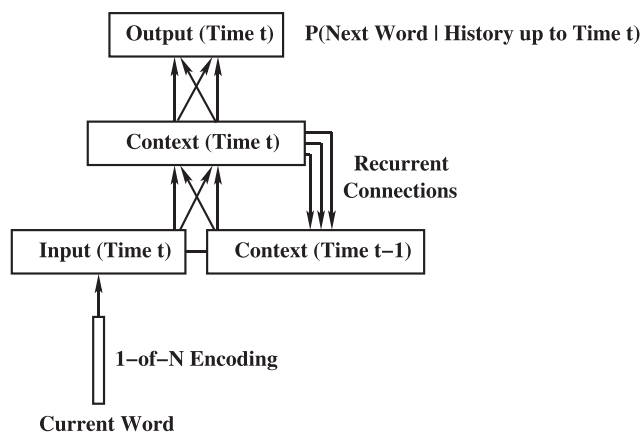 Output (Time t)
P(Next Word | History up to Time t)
Context (Time t)
Recurrent
Connections
Input (Time t)
Context (Time t−1)
1−of−N Encoding
Current Word